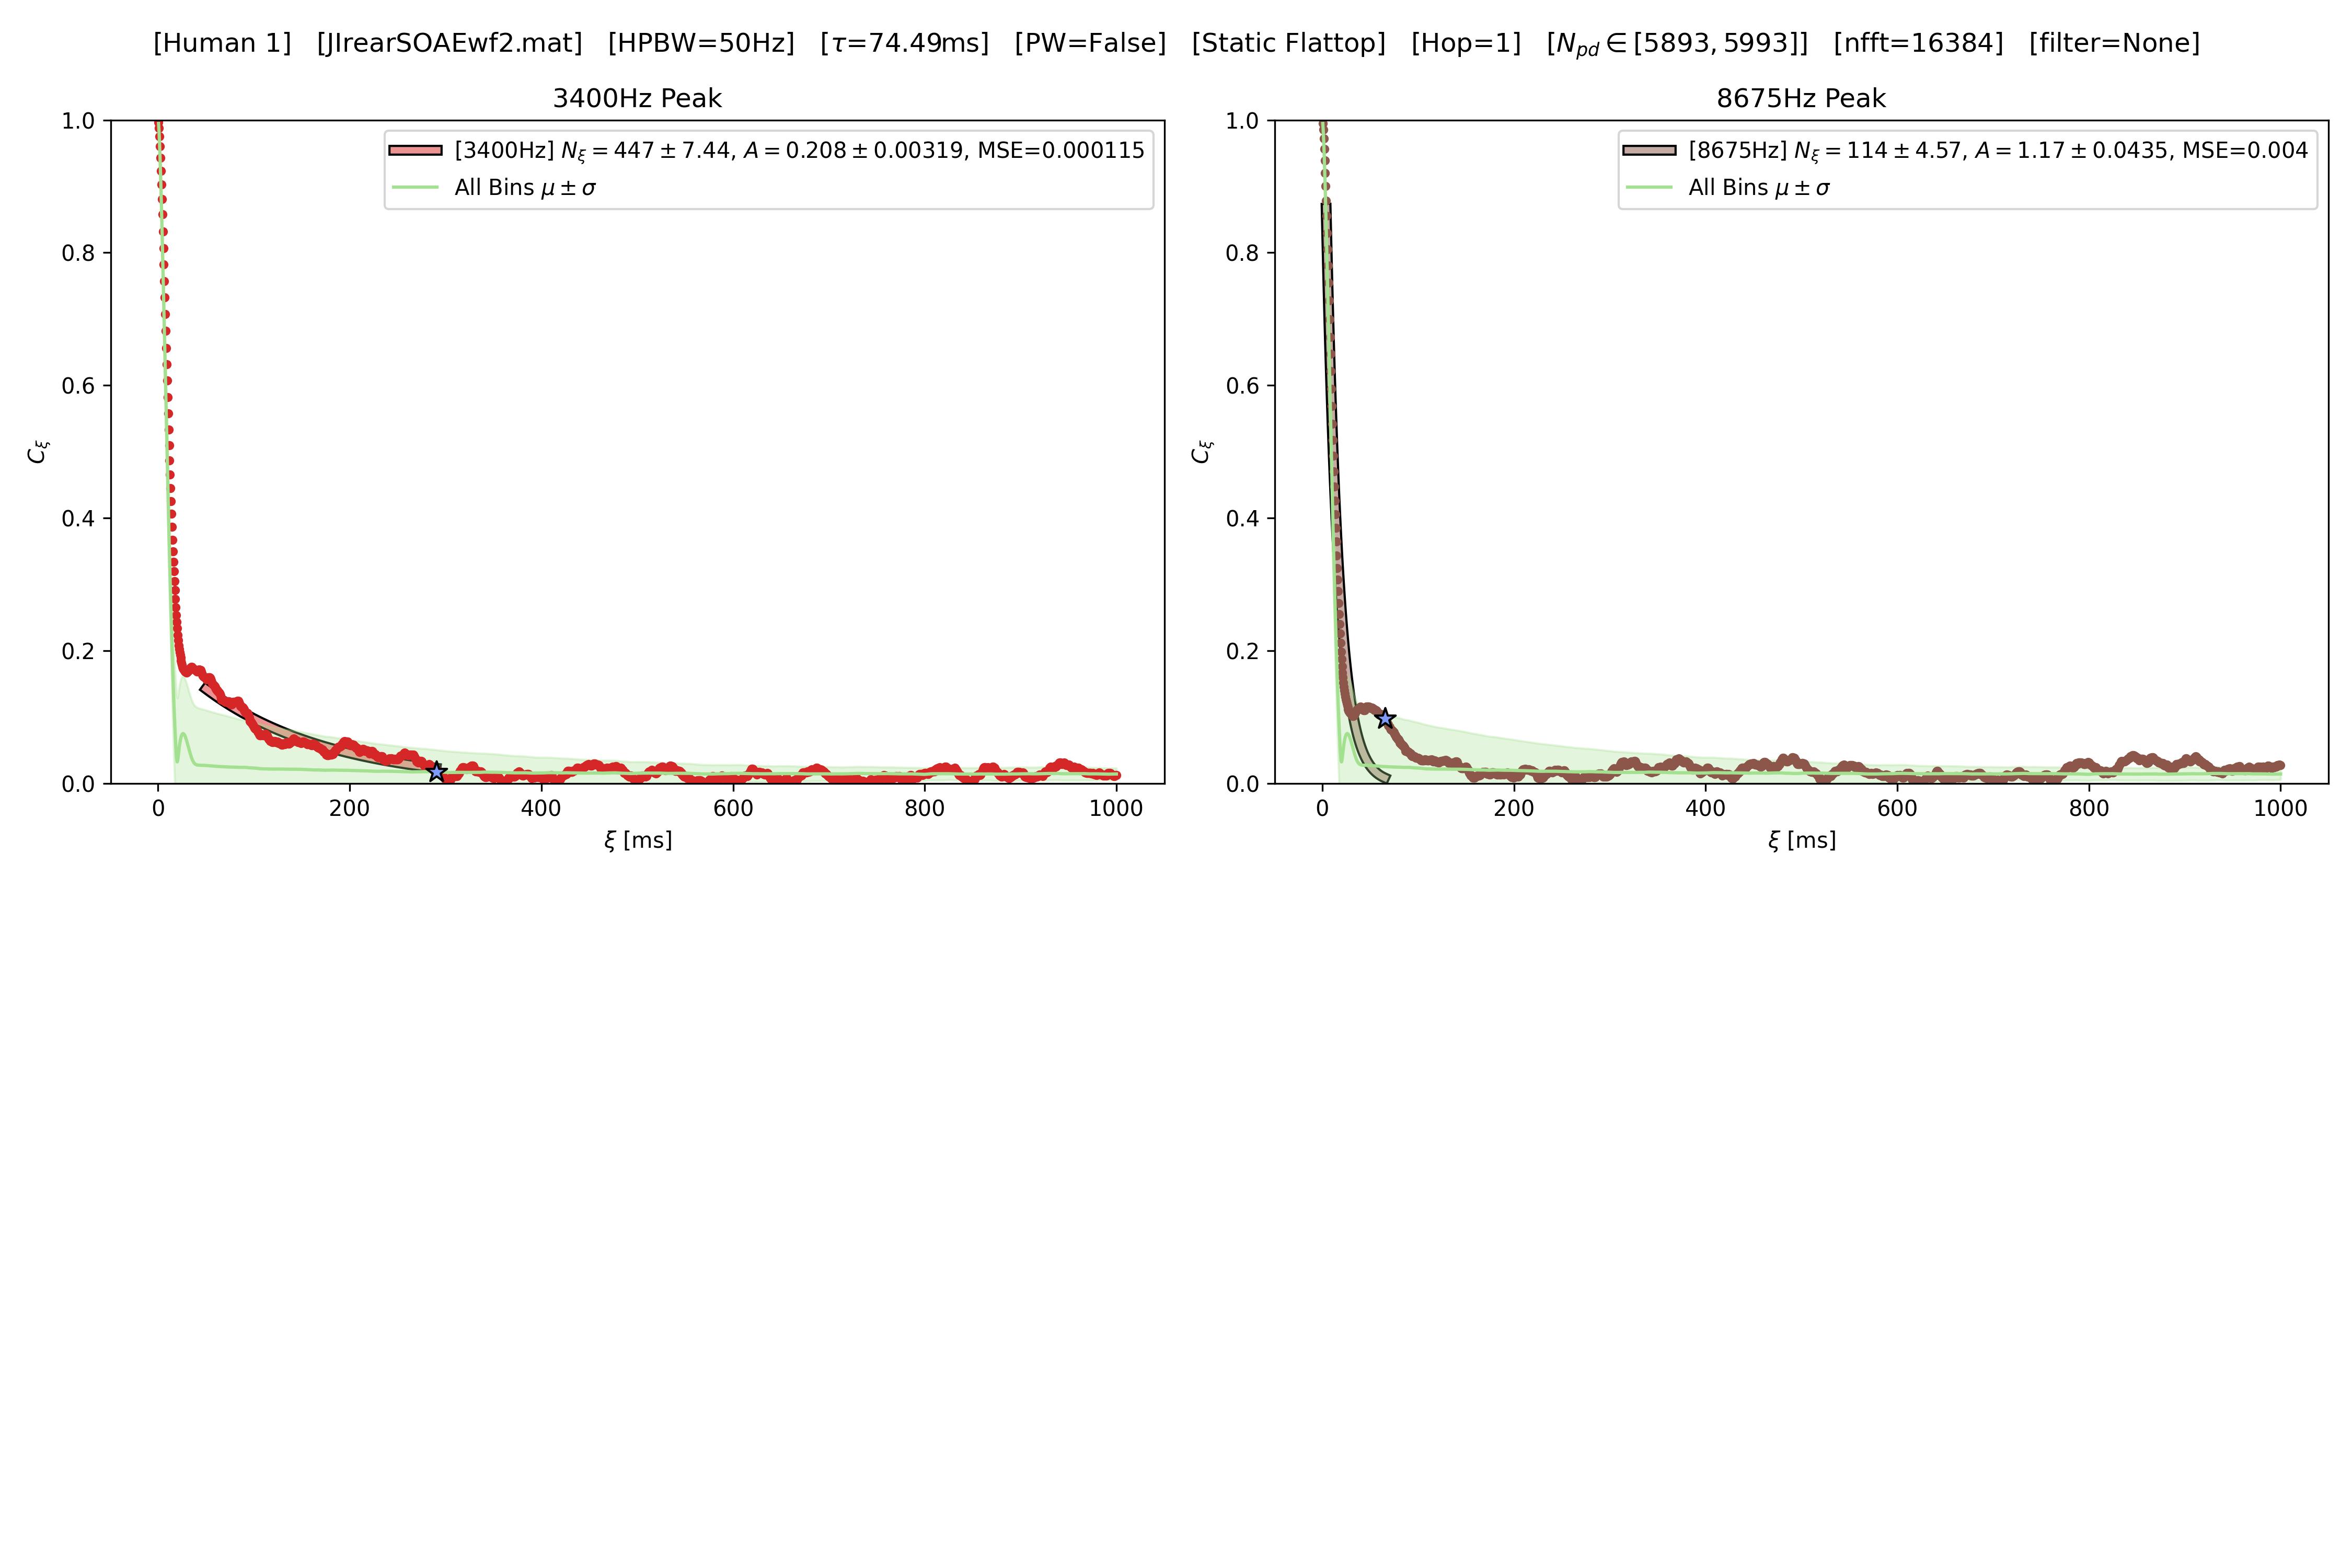 [Human 1] [JIrearSOAEwf2.mat] [HPBW=50Hz] [τ=74.49ms] [PW=False] [Static Flattop] [Hop=1] [N_pd ∈ [5893, 5993]] [nfft=16384] [filter=None]
3400Hz Peak
[3400Hz] N_ξ = 447 ± 7.44, A = 0.208 ± 0.00319, MSE=0.000115
All Bins μ ± σ
C_ξ
1.0
0.8
0.6
0.4
0.2
0.0
0 200 400 600 800 1000
ξ [ms]
8675Hz Peak
[8675Hz] N_ξ = 114 ± 4.57, A = 1.17 ± 0.0435, MSE=0.004
All Bins μ ± σ
C_ξ
1.0
0.8
0.6
0.4
0.2
0.0
0 200 400 600 800 1000
ξ [ms]